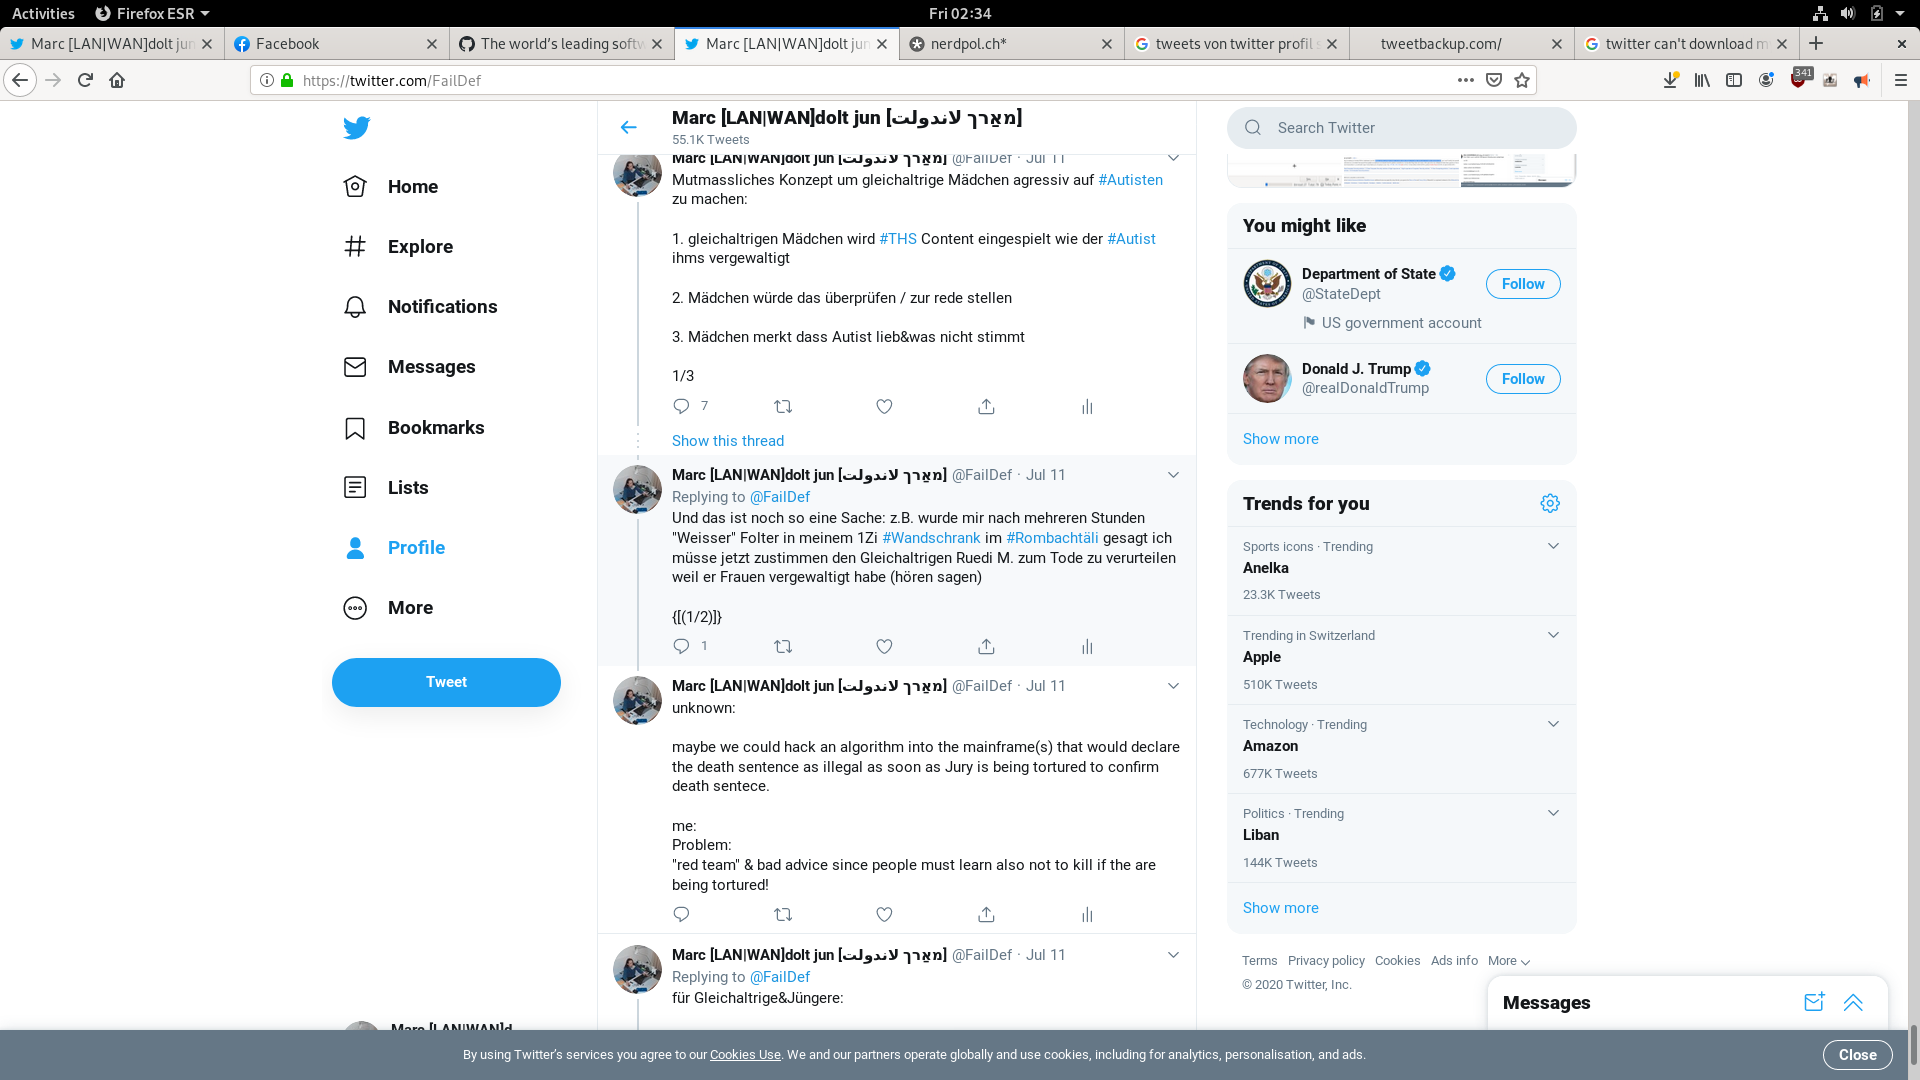 Activities Firefox ESR Fri 02:34
Marc [LAN|WAN]dolt jun Facebook The world's leading softw Marc [LAN|WAN]dolt jun nerdpol.ch* tweets von twitter profil s tweetbackup.com/ twitter can't download m
https://twitter.com/FailDef 341
Home
Explore
Notifications
Messages
Bookmarks
Lists
Profile
More
Tweet
Marc [LAN|WAN]d
Marc [LAN|WAN]dolt jun [מאַרך لاندولت]
55.1K Tweets
Marc [LAN|WAN]dolt jun [מאַרך لاندولت] @FailDef · Jul 11
Mutmassliches Konzept um gleichaltrige Mädchen agressiv auf #Autisten
zu machen:
1. gleichaltrigen Mädchen wird #THS Content eingespielt wie der #Autist
ihms vergewaltigt
2. Mädchen würde das überprüfen / zur rede stellen
3. Mädchen merkt dass Autist lieb&was nicht stimmt
1/3
7
Show this thread
Marc [LAN|WAN]dolt jun [מאַרך لاندولت] @FailDef · Jul 11
Replying to @FailDef
Und das ist noch so eine Sache: z.B. wurde mir nach mehreren Stunden
"Weisser" Folter in meinem 1Zi #Wandschrank im #Rombachtäli gesagt ich
müsse jetzt zustimmen den Gleichaltrigen Ruedi M. zum Tode zu verurteilen
weil er Frauen vergewaltigt habe (hören sagen)
{[(1/2)]}
1
Marc [LAN|WAN]dolt jun [מאַרך لاندولت] @FailDef · Jul 11
unknown:
maybe we could hack an algorithm into the mainframe(s) that would declare
the death sentence as illegal as soon as Jury is being tortured to confirm
death sentece.
me:
Problem:
"red team" & bad advice since people must learn also not to kill if the are
being tortured!
Marc [LAN|WAN]dolt jun [מאַרך لاندولت] @FailDef · Jul 11
Replying to @FailDef
für Gleichaltrige&Jüngere:
Search Twitter
You might like
Department of State
@StateDept
Follow
US government account
Donald J. Trump
@realDonaldTrump
Follow
Show more
Trends for you
Sports icons · Trending
Anelka
23.3K Tweets
Trending in Switzerland
Apple
510K Tweets
Technology · Trending
Amazon
677K Tweets
Politics · Trending
Liban
144K Tweets
Show more
Terms Privacy policy Cookies Ads info More
© 2020 Twitter, Inc.
Messages
By using Twitter's services you agree to our Cookies Use. We and our partners operate globally and use cookies, including for analytics, personalisation, and ads.
Close